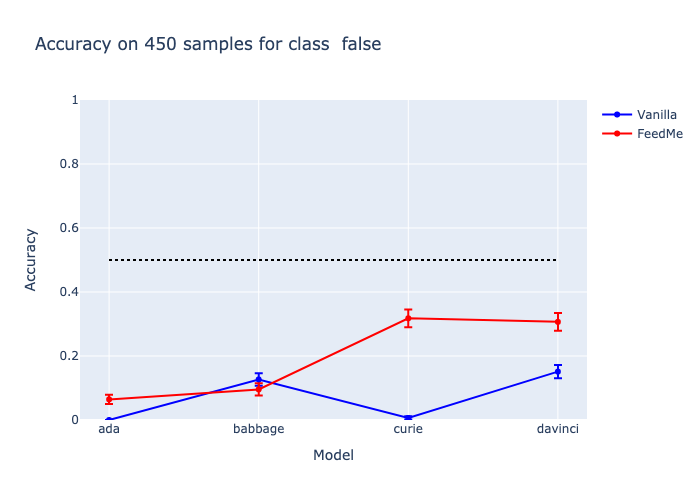 Accuracy on 450 samples for class  false
Vanilla
FeedMe
Accuracy
1
0.8
0.6
0.4
0.2
0
ada
babbage
curie
davinci
Model